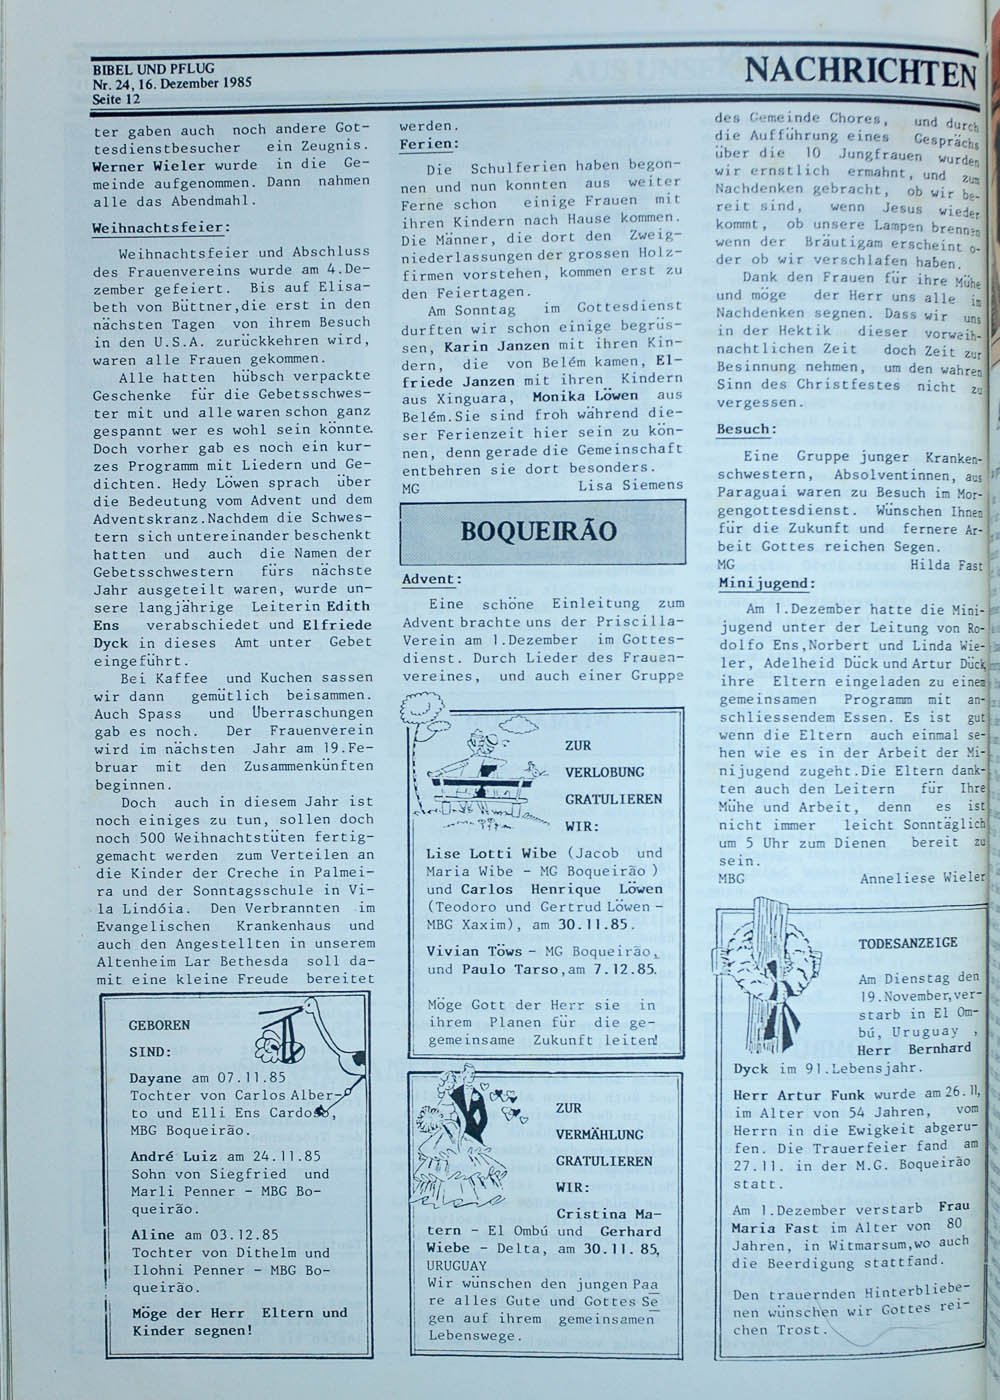 BIBEL UND PFLUG
Nr. 24, 16. Dezember 1985
Seite 12
NACHRICHTEN
ter gaben auch noch andere Got-
tesdienstbesucher ein Zeugnis.
Werner Wieler wurde in die Ge-
meinde aufgenommen. Dann nahmen
alle das Abendmahl.
Weihnachtsfeier:
Weihnachtsfeier und Abschluss
des Frauenvereins wurde am 4.De-
zember gefeiert. Bis auf Elisa-
beth von Büttner,die erst in den
nächsten Tagen von ihrem Besuch
in den U.S.A. zurückkehren wird,
waren alle Frauen gekommen.
Alle hatten hübsch verpackte
Geschenke für die Gebetsschwes-
ter mit und alle waren schon ganz
gespannt wer es wohl sein könnte.
Doch vorher gab es noch ein kur-
zes Programm mit Liedern und Ge-
dichten. Hedy Löwen sprach über
die Bedeutung vom Advent und dem
Adventskranz.Nachdem die Schwes-
tern sich untereinander beschenkt
hatten und auch die Namen der
Gebetsschwestern fürs nächste
Jahr ausgeteilt waren, wurde un-
sere langjährige Leiterin Edith
Ens verabschiedet und Elfriede
Dyck in dieses Amt unter Gebet
eingeführt.
Bei Kaffee und Kuchen sassen
wir dann gemütlich beisammen.
Auch Spass und Überraschungen
gab es noch. Der Frauenverein
wird im nächsten Jahr am 19.Fe-
bruar mit den Zusammenkünften
beginnen.
Doch auch in diesem Jahr ist
noch einiges zu tun, sollen doch
noch 500 Weihnachtstüten fertig-
gemacht werden zum Verteilen an
die Kinder der Creche in Palmei-
ra und der Sonntagsschule in Vi-
la Lindóia. Den Verbrannten im
Evangelischen Krankenhaus und
auch den Angestellten in unserem
Altenheim Lar Bethesda soll da-
mit eine kleine Freude bereitet
GEBOREN
SIND:
Dayane am 07.11.85
Tochter von Carlos Alber-
to und Elli Ens Cardoso,
MBG Boqueirão.
André Luiz am 24.11.85
Sohn von Siegfried und
Marli Penner - MBG Bo-
queirão.
Aline am 03.12.85
Tochter von Dithelm und
Ilohni Penner - MBG Bo-
queirão.
Möge der Herr Eltern und
Kinder segnen!
werden.
Ferien:
Die Schulferien haben begon-
nen und nun konnten aus weiter
Ferne schon einige Frauen mit
ihren Kindern nach Hause kommen.
Die Männer, die dort den Zweig-
niederlassungen der grossen Holz-
firmen vorstehen, kommen erst zu
den Feiertagen.
Am Sonntag im Gottesdienst
durften wir schon einige begrüs-
sen, Karin Janzen mit ihren Kin-
dern, die von Belém kamen, El-
friede Janzen mit ihren Kindern
aus Xinguara, Monika Löwen aus
Belém.Sie sind froh während die-
ser Ferienzeit hier sein zu kön-
nen, denn gerade die Gemeinschaft
entbehren sie dort besonders.
MG Lisa Siemens
BOQUEIRÃO
Advent:
Eine schöne Einleitung zum
Advent brachte uns der Priscilla-
Verein am 1.Dezember im Gottes-
dienst. Durch Lieder des Frauen-
vereines, und auch einer Gruppe
ZUR
VERLOBUNG
GRATULIEREN
WIR:
Lise Lotti Wibe (Jacob und
Maria Wibe - MG Boqueirão )
und Carlos Henrique Löwen
(Teodoro und Gertrud Löwen -
MBG Xaxim), am 30.11.85.
Vivian Töws - MG Boqueirão,
und Paulo Tarso,am 7.12.85.
Möge Gott der Herr sie in
ihrem Planen für die ge-
gemeinsame Zukunft leiten!
ZUR
VERMÄHLUNG
GRATULIEREN
WIR:
Cristina Ma-
tern - El Ombú und Gerhard
Wiebe - Delta, am 30.11.85,
URUGUAY
Wir wünschen den jungen Paa
re alles Gute und Gottes Se
gen auf ihrem gemeinsamen
Lebenswege.
des Gemeinde Chores, und durch
die Aufführung eines Gesprächs
über die 10 Jungfrauen wurden
wir ernstlich ermahnt, und zum
Nachdenken gebracht, ob wir be-
reit sind, wenn Jesus wieder
kommt, ob unsere Lampen brennen
wenn der Bräutigam erscheint o-
der ob wir verschlafen haben.
Dank den Frauen für ihre Mühe
und möge der Herr uns alle im
Nachdenken segnen. Dass wir uns
in der Hektik dieser vorweih-
nachtlichen Zeit doch Zeit zur
Besinnung nehmen, um den wahren
Sinn des Christfestes nicht zu
vergessen.
Besuch:
Eine Gruppe junger Kranken-
schwestern, Absolventinnen, aus
Paraguai waren zu Besuch im Mor-
gengottesdienst. Wünschen Ihnen
für die Zukunft und fernere Ar-
beit Gottes reichen Segen.
MG Hilda Fast
Minijugend:
Am 1.Dezember hatte die Mini-
jugend unter der Leitung von Ro-
dolfo Ens,Norbert und Linda Wie-
ler, Adelheid Dück und Artur Dück,
ihre Eltern eingeladen zu einem
gemeinsamen Programm mit an-
schliessendem Essen. Es ist gut
wenn die Eltern auch einmal se-
hen wie es in der Arbeit der Mi-
nijugend zugeht.Die Eltern dank-
ten auch den Leitern für Ihre
Mühe und Arbeit, denn es ist
nicht immer leicht Sonntäglich
um 5 Uhr zum Dienen bereit zu
sein.
MBG Anneliese Wieler
TODESANZEIGE
Am Dienstag den
19.November,ver-
starb in El Om-
bú, Uruguay ,
Herr Bernhard
Dyck im 91.Lebensjahr.
Herr Artur Funk wurde am 26.11,
im Alter von 54 Jahren, vom
Herrn in die Ewigkeit abgeru-
fen. Die Trauerfeier fand am
27.11. in der M.G. Boqueirão
statt.
Am 1.Dezember verstarb Frau
Maria Fast im Alter von 80
Jahren, in Witmarsum,wo auch
die Beerdigung stattfand.
Den trauernden Hinterbliebe-
nen wünschen wir Gottes rei-
chen Trost.